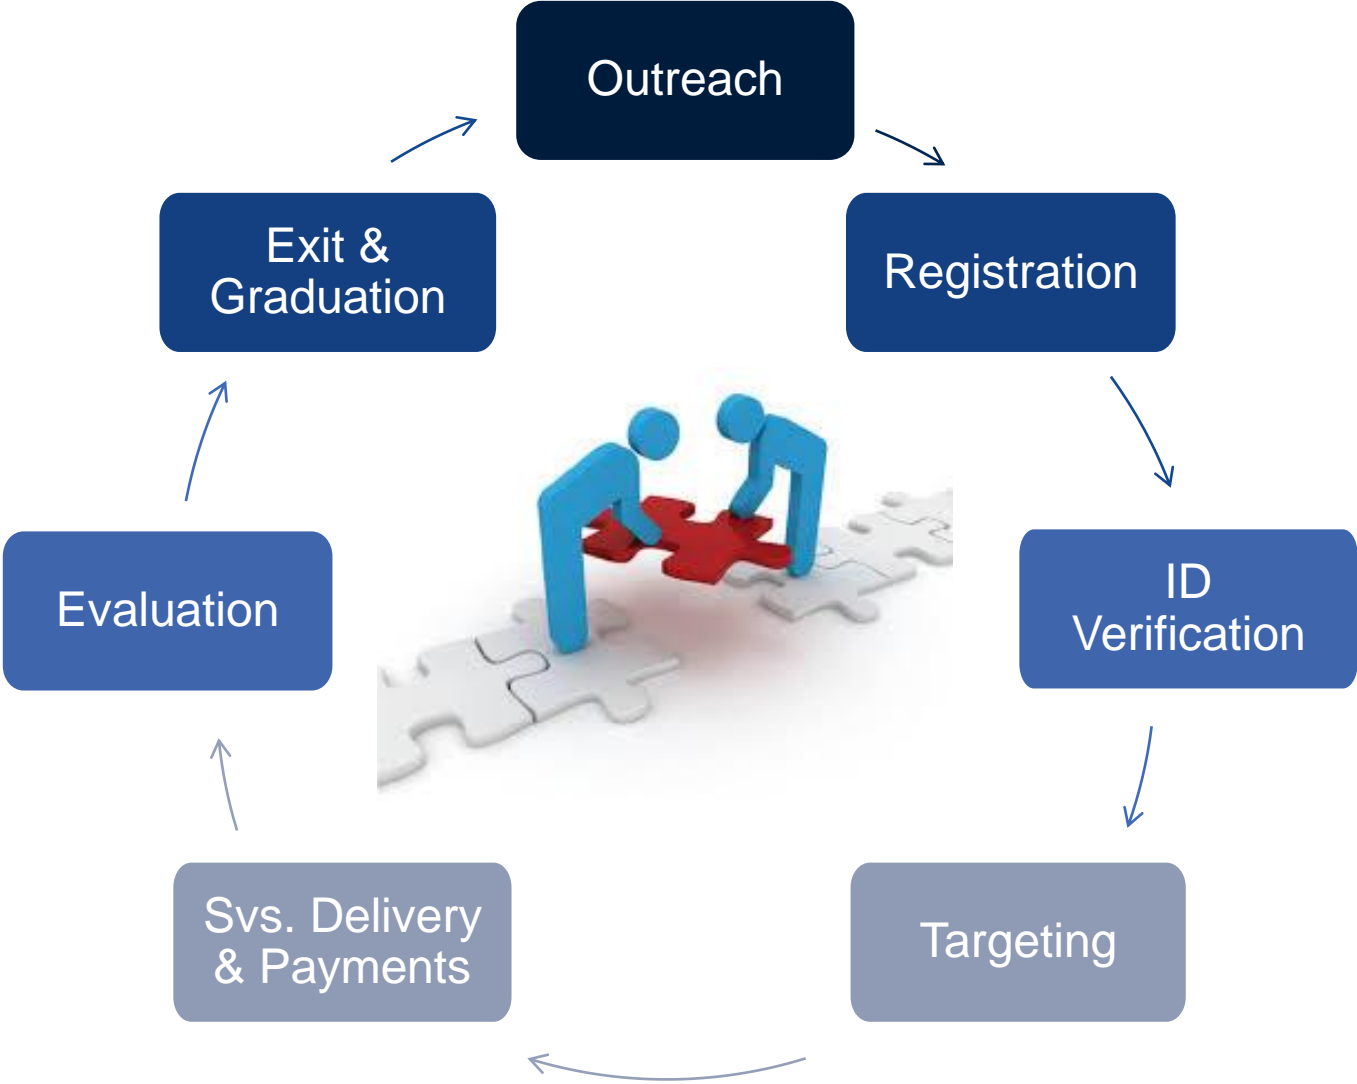 Outreach
Registration
ID
Verification
Targeting
Svs. Delivery
& Payments
Evaluation
Exit &
Graduation